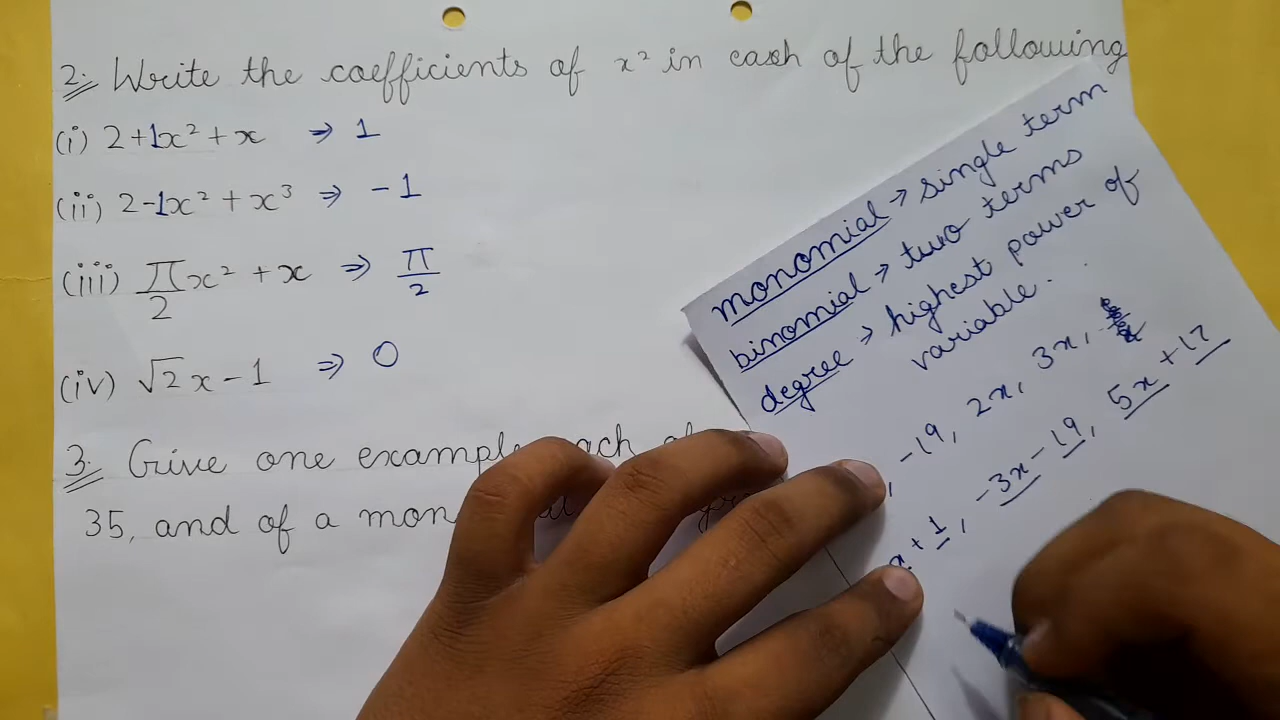 2. Write the coefficients of x² in each of the following
(i) 2+1x² + x ⇒ 1
(ii) 2-1x² + x³ ⇒ -1
(iii) π/2 x² + x ⇒ π/2
(iv) √2 x - 1 ⇒ 0
3. Give one example
35, and of a
monomial → single term
binomial → two terms
degree → highest power of
variable.
, -19, 2x, 3x,
x + 1, -3x - 19, 5x + 17